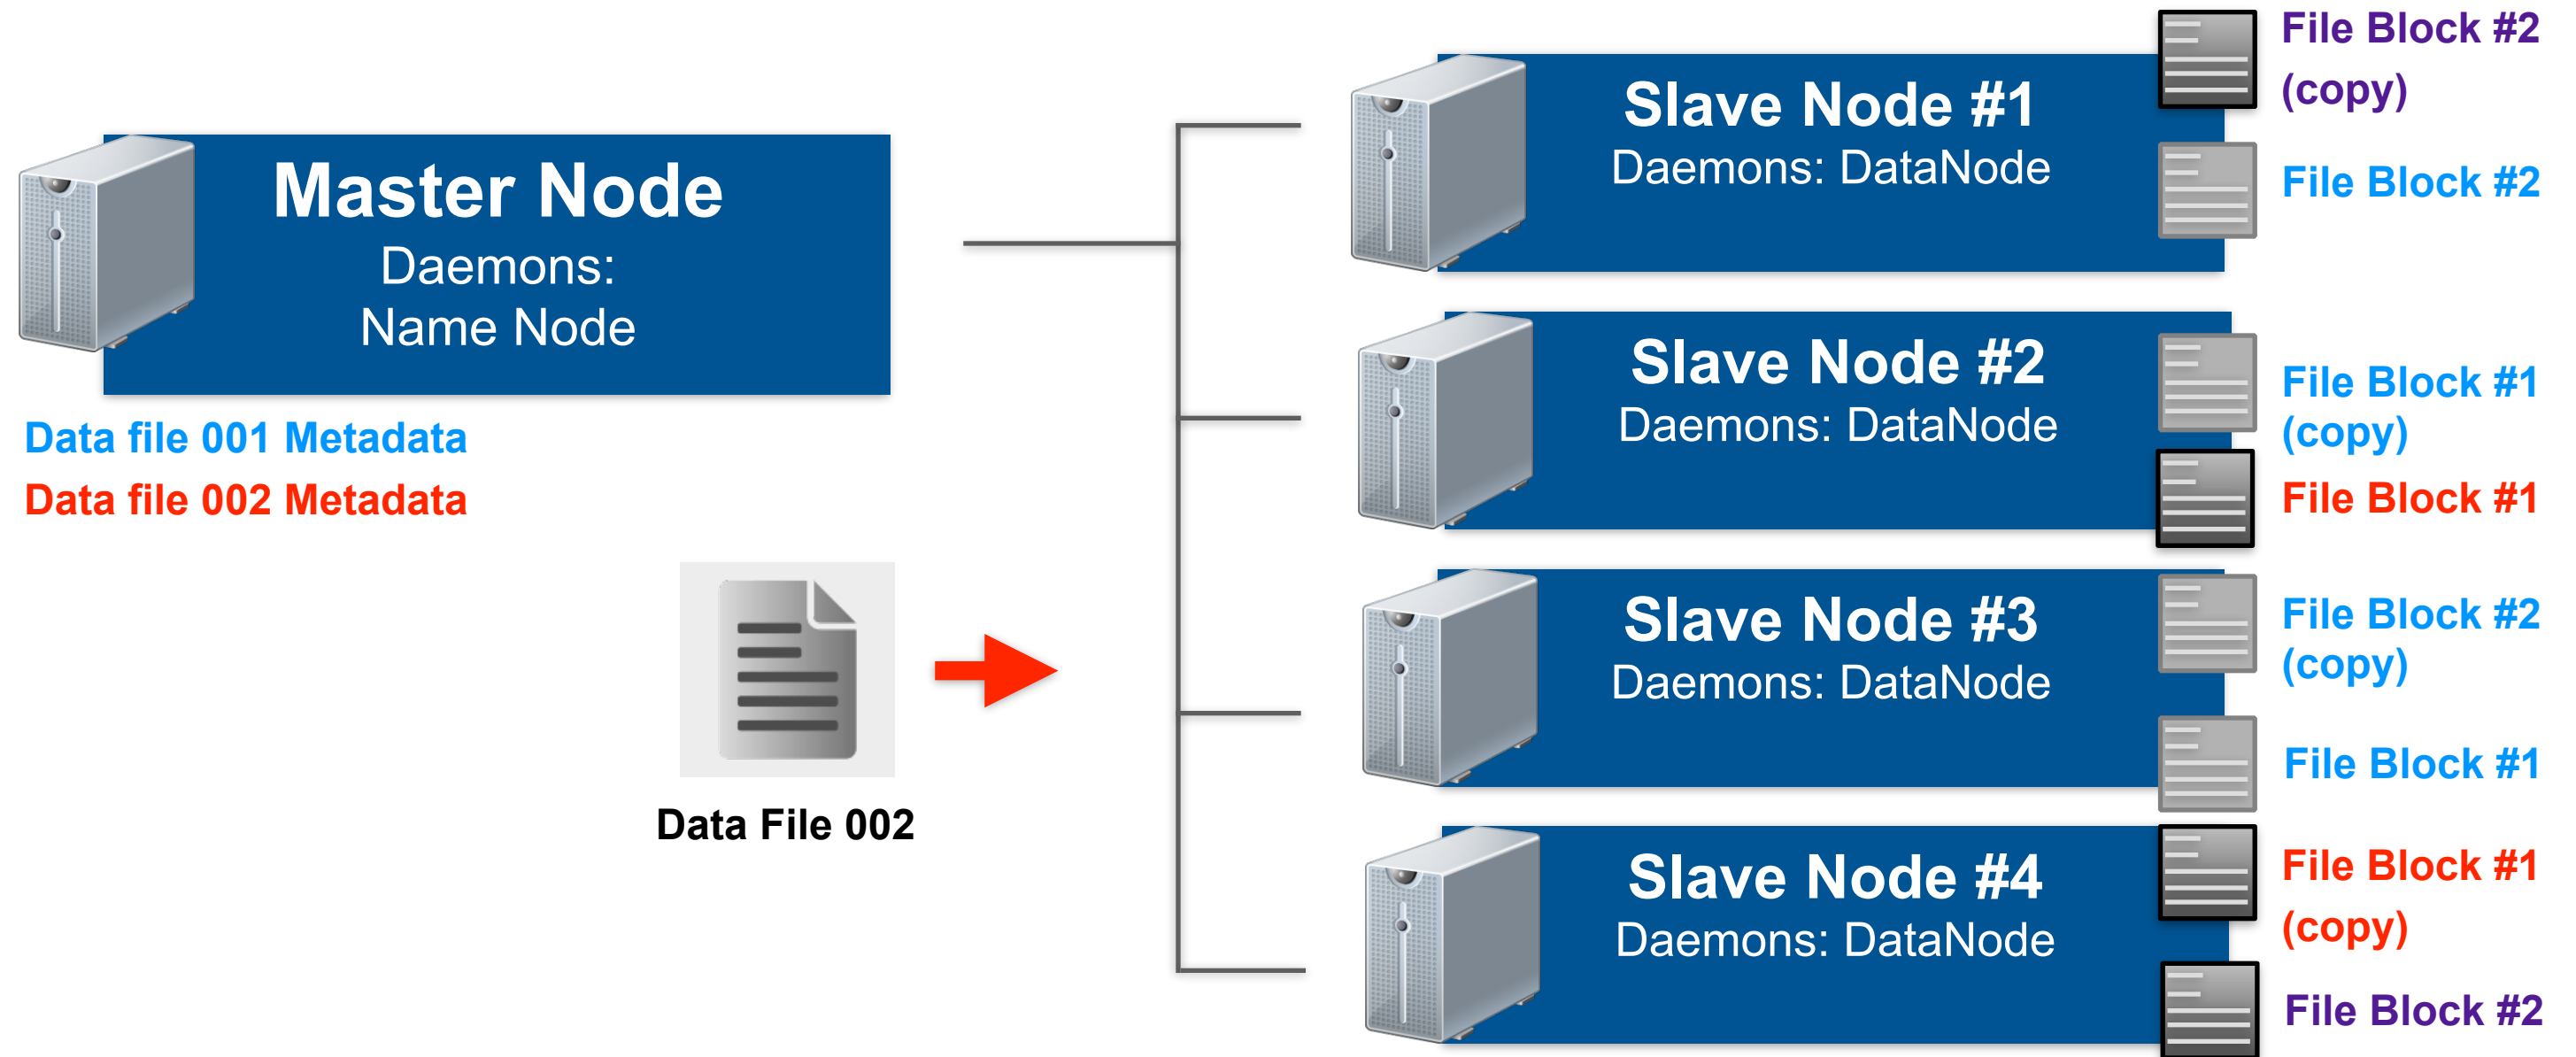 Master Node
Daemons:
Name Node
Data file 001 Metadata
Data file 002 Metadata
Data File 002
Slave Node #1
Daemons: DataNode
File Block #2
(copy)
File Block #2
Slave Node #2
Daemons: DataNode
File Block #1
(copy)
File Block #1
Slave Node #3
Daemons: DataNode
File Block #2
(copy)
File Block #1
Slave Node #4
Daemons: DataNode
File Block #1
(copy)
File Block #2